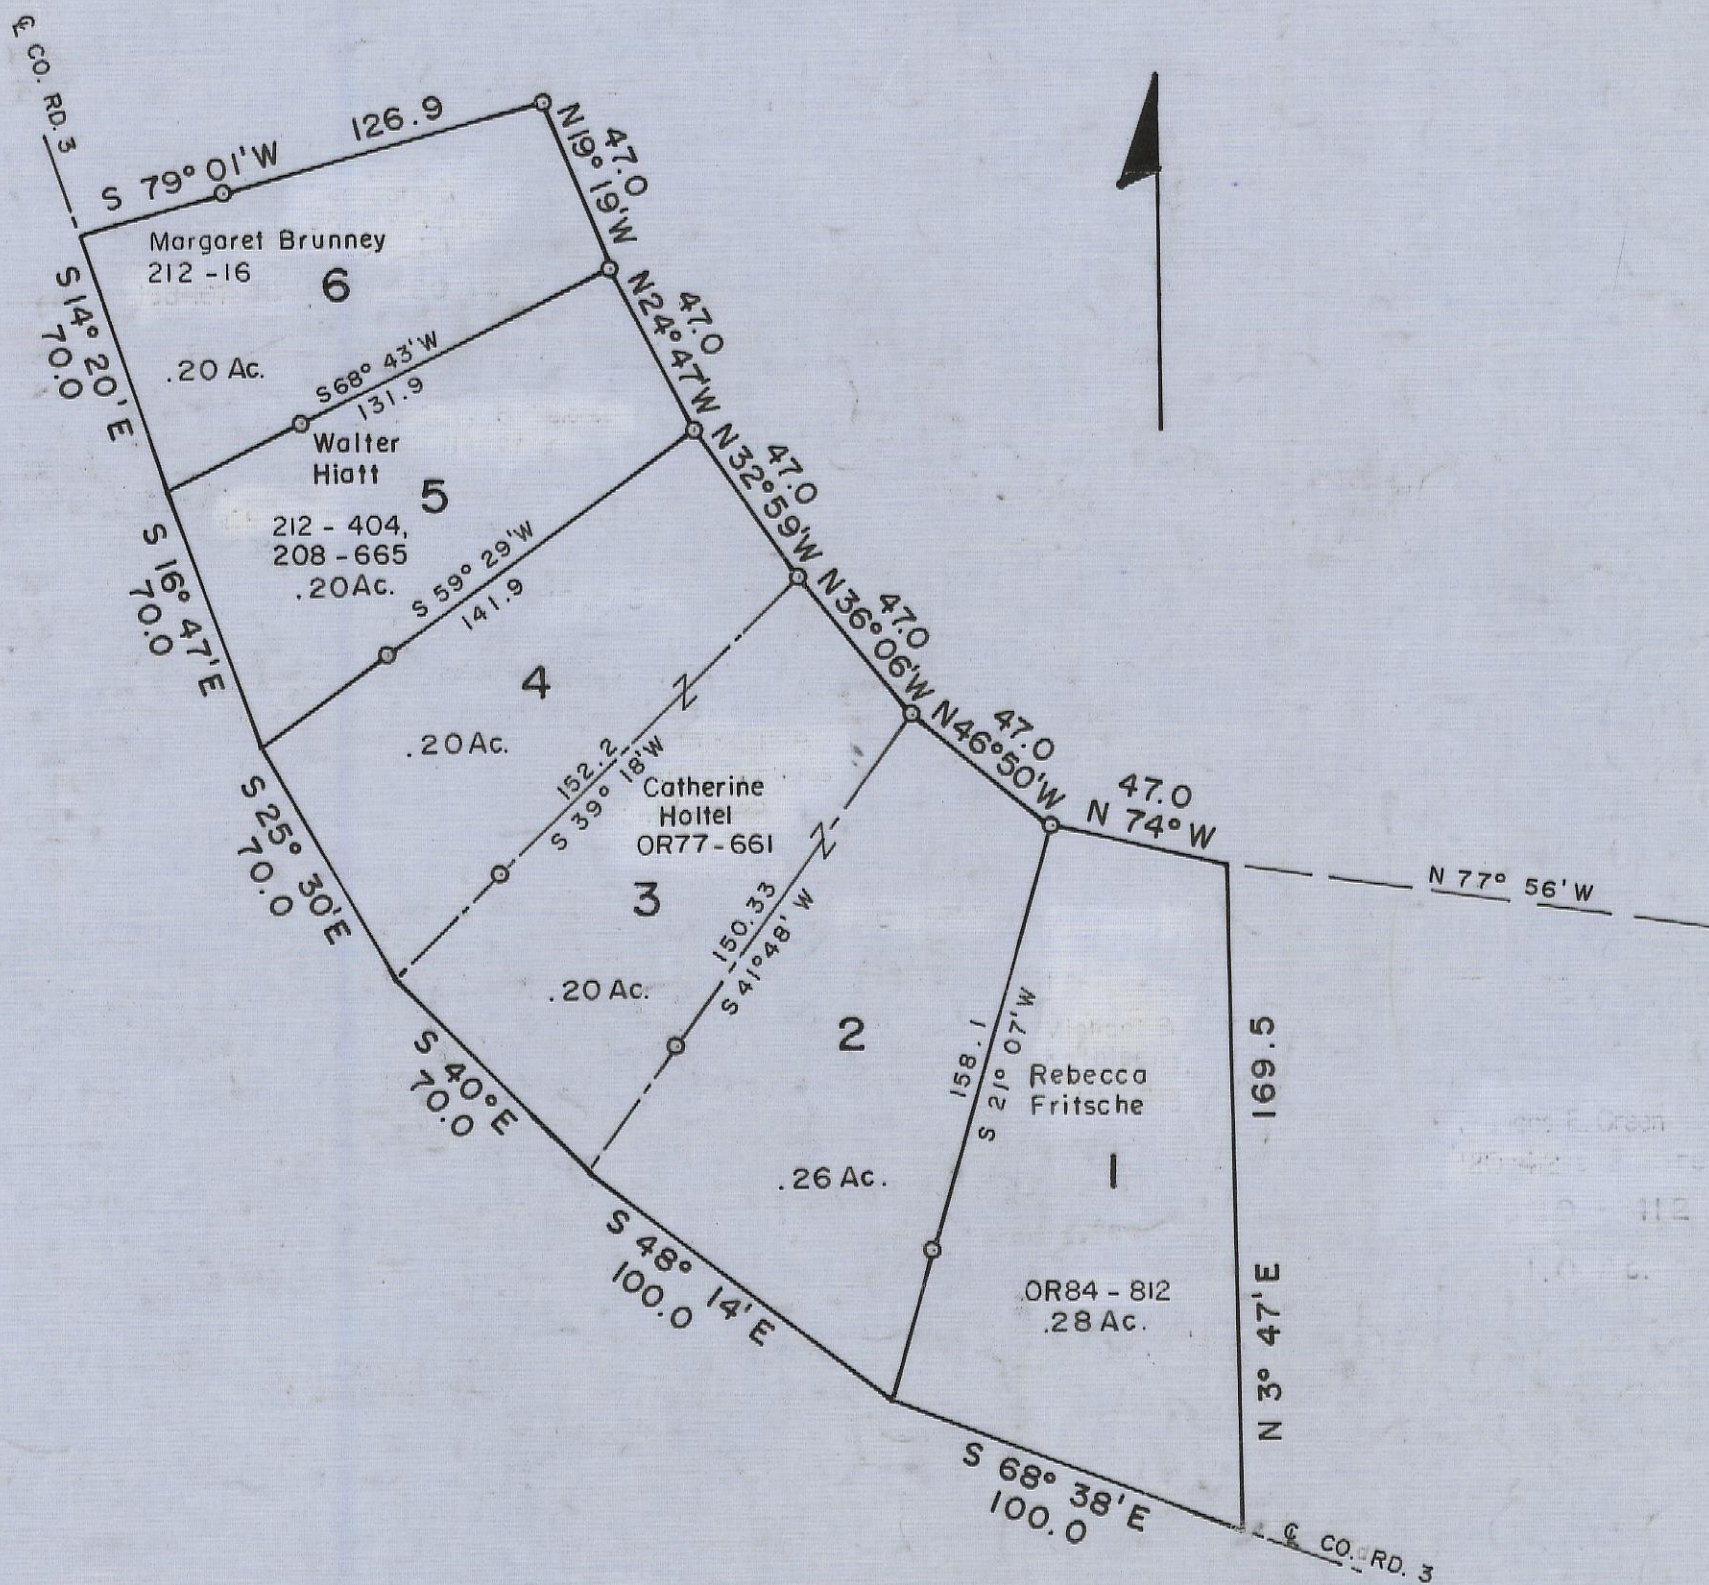 ℄ CO. RD. 3
S 79° 01' W
126.9
N 19° 19' W
47.0
Margaret Brunney
212 - 16
6
.20 Ac.
S 14° 20' E
70.0
S 68° 43' W
131.9
N 24° 47' W
47.0
Walter
Hiatt
5
212 - 404,
208 - 665
.20 Ac.
S 16° 47' E
70.0
S 59° 29' W
141.9
N 32° 59' W
47.0
4
.20 Ac.
S 25° 30' E
70.0
152.2
S 39° 18' W
N 36° 06' W
47.0
Catherine
Holtel
OR77 - 661
3
.20 Ac.
S 40° E
70.0
150.33
S 41° 48' W
N 46° 50' W
47.0
2
.26 Ac.
S 48° 14' E
100.0
158.1
S 21° 07' W
47.0
N 74° W
N 77° 56' W
Rebecca
Fritsche
1
OR84 - 812
.28 Ac.
169.5
N 3° 47' E
S 68° 38' E
100.0
℄ CO. RD. 3